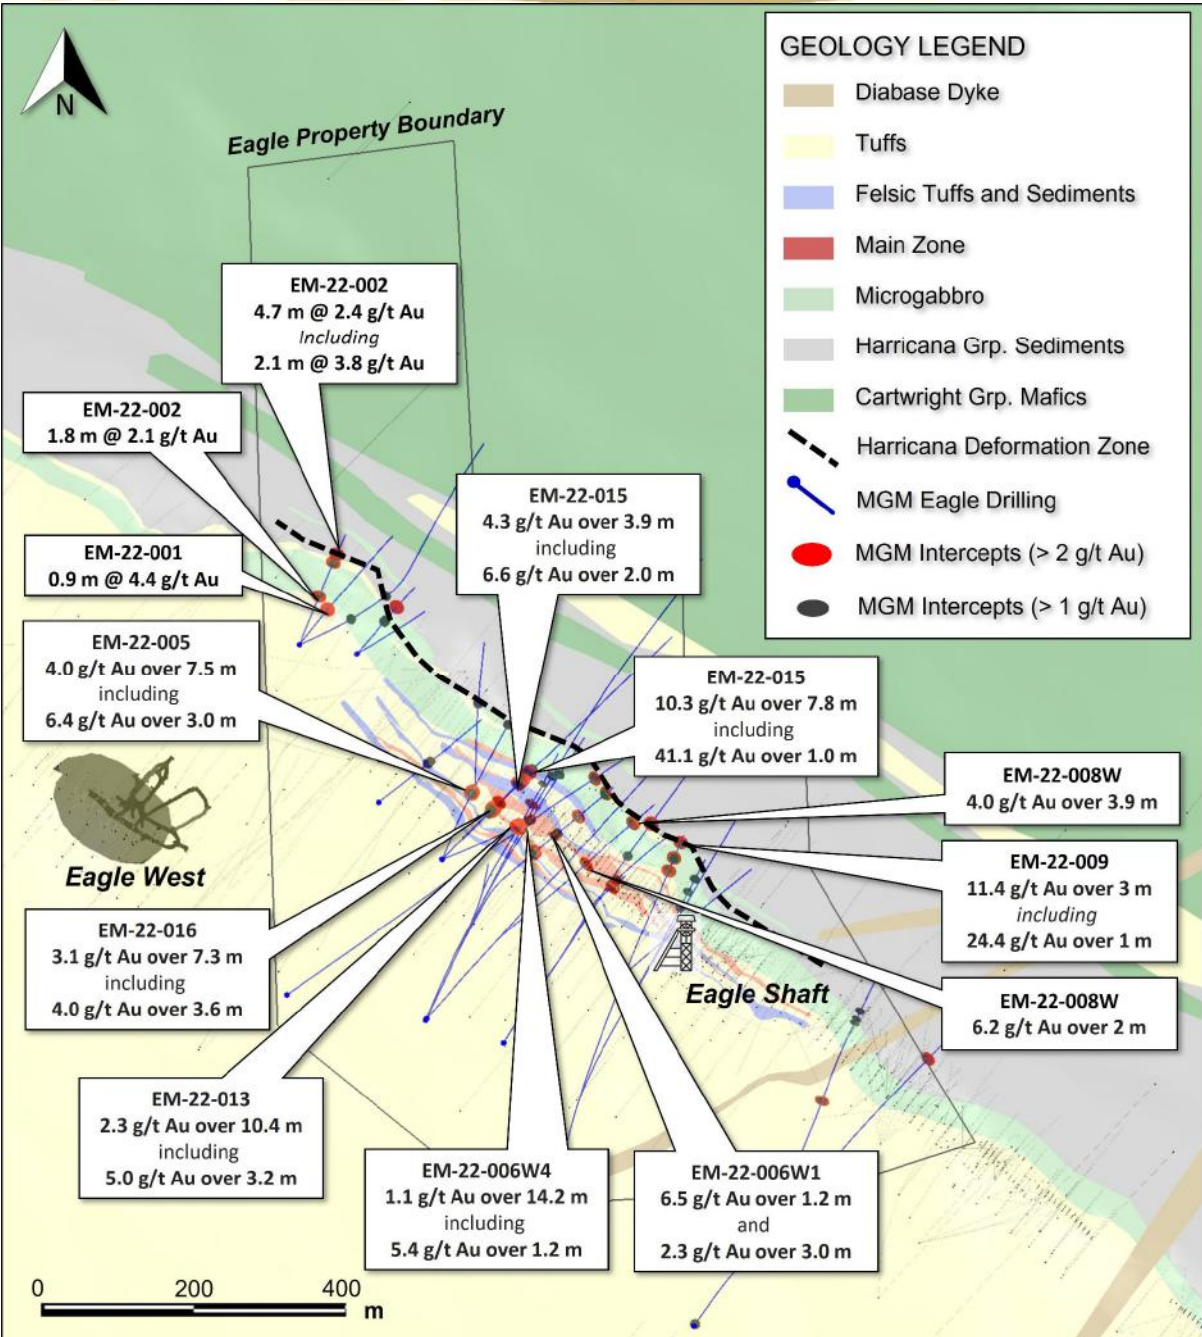 GEOLOGY LEGEND
Diabase Dyke
Tuffs
Felsic Tuffs and Sediments
Main Zone
Microgabbro
Harricana Grp. Sediments
Cartwright Grp. Mafics
Harricana Deformation Zone
MGM Eagle Drilling
MGM Intercepts (> 2 g/t Au)
MGM Intercepts (> 1 g/t Au)
N
Eagle Property Boundary
EM-22-002
4.7 m @ 2.4 g/t Au
Including
2.1 m @ 3.8 g/t Au
EM-22-002
1.8 m @ 2.1 g/t Au
EM-22-001
0.9 m @ 4.4 g/t Au
EM-22-015
4.3 g/t Au over 3.9 m
including
6.6 g/t Au over 2.0 m
EM-22-005
4.0 g/t Au over 7.5 m
including
6.4 g/t Au over 3.0 m
EM-22-015
10.3 g/t Au over 7.8 m
including
41.1 g/t Au over 1.0 m
EM-22-008W
4.0 g/t Au over 3.9 m
Eagle West
EM-22-009
11.4 g/t Au over 3 m
including
24.4 g/t Au over 1 m
EM-22-016
3.1 g/t Au over 7.3 m
including
4.0 g/t Au over 3.6 m
Eagle Shaft
EM-22-008W
6.2 g/t Au over 2 m
EM-22-013
2.3 g/t Au over 10.4 m
including
5.0 g/t Au over 3.2 m
EM-22-006W4
1.1 g/t Au over 14.2 m
including
5.4 g/t Au over 1.2 m
EM-22-006W1
6.5 g/t Au over 1.2 m
and
2.3 g/t Au over 3.0 m
0 200 400
m